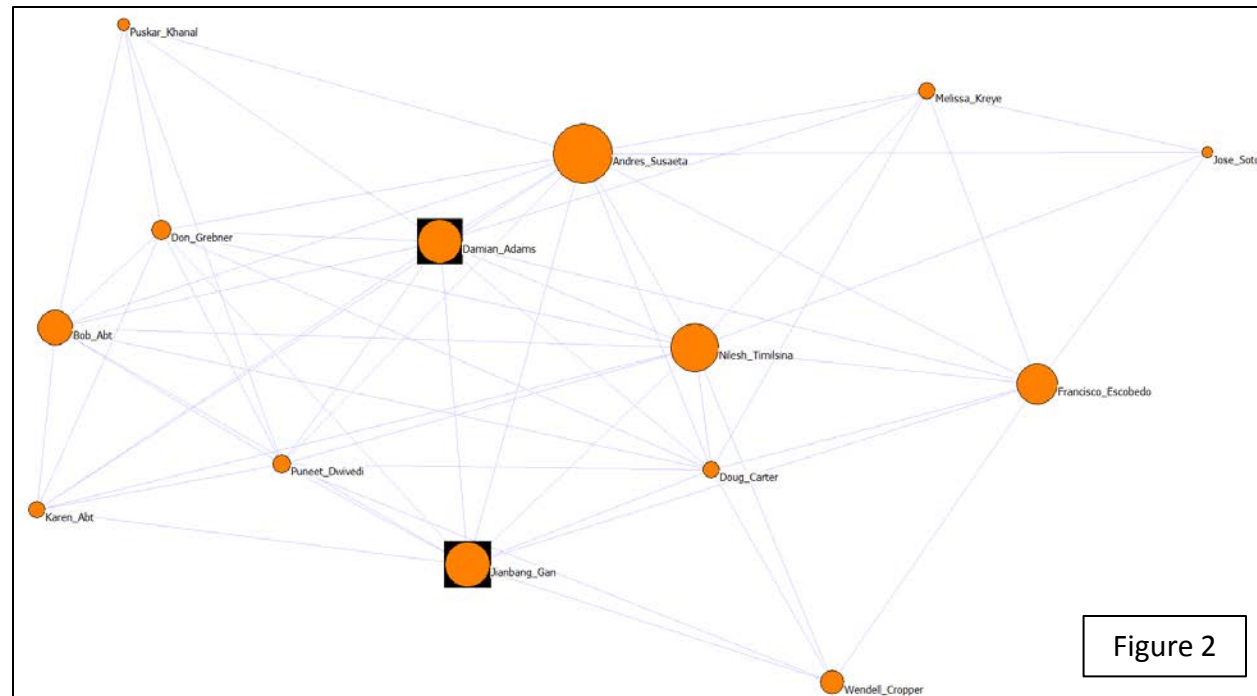 Puskar_Khanal
Melissa_Kreye
Jose_Soto
Andres_Susaeta
Don_Grebner
Damian_Adams
Bob_Abt
Nilesh_Timilsina
Francisco_Escobedo
Puneet_Dwivedi
Doug_Carter
Karen_Abt
Jianbang_Gan
Figure 2
Wendell_Cropper